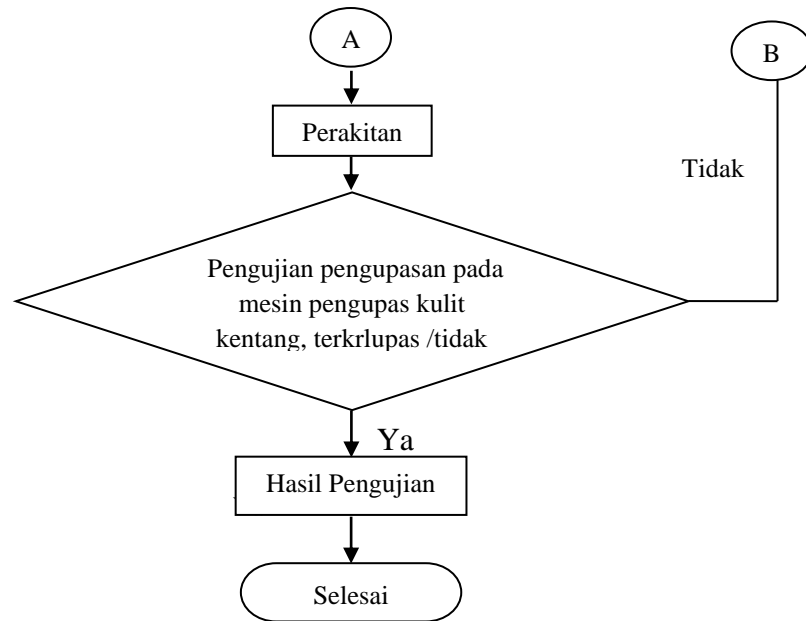 A
B
Perakitan
Tidak
Pengujian pengupasan pada
mesin pengupas kulit
kentang, terkrlupas /tidak
Ya
Hasil Pengujian
Selesai